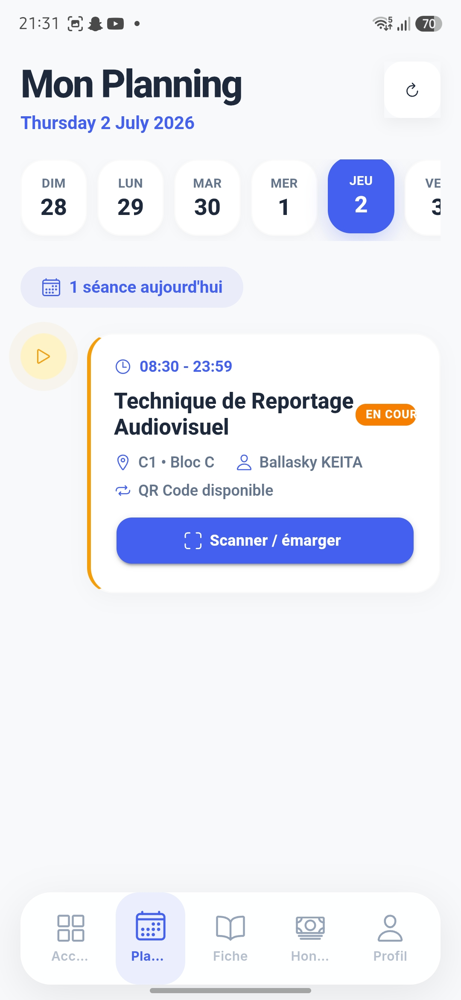 21:31
5
70
Mon Planning
Thursday 2 July 2026
DIM
28
LUN
29
MAR
30
MER
1
JEU
2
VE
3
1 séance aujourd'hui
08:30 - 23:59
Technique de Reportage
Audiovisuel
EN COUR
C1 • Bloc C
Ballasky KEITA
QR Code disponible
Scanner / émarger
Acc...
Pla...
Fiche
Hon...
Profil